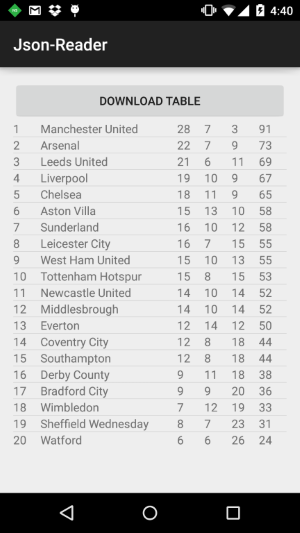 4:40
Json-Reader
DOWNLOAD TABLE
1 Manchester United 28 7 3 91
2 Arsenal 22 7 9 73
3 Leeds United 21 6 11 69
4 Liverpool 19 10 9 67
5 Chelsea 18 11 9 65
6 Aston Villa 15 13 10 58
7 Sunderland 16 10 12 58
8 Leicester City 16 7 15 55
9 West Ham United 15 10 13 55
10 Tottenham Hotspur 15 8 15 53
11 Newcastle United 14 10 14 52
12 Middlesbrough 14 10 14 52
13 Everton 12 14 12 50
14 Coventry City 12 8 18 44
15 Southampton 12 8 18 44
16 Derby County 9 11 18 38
17 Bradford City 9 9 20 36
18 Wimbledon 7 12 19 33
19 Sheffield Wednesday 8 7 23 31
20 Watford 6 6 26 24